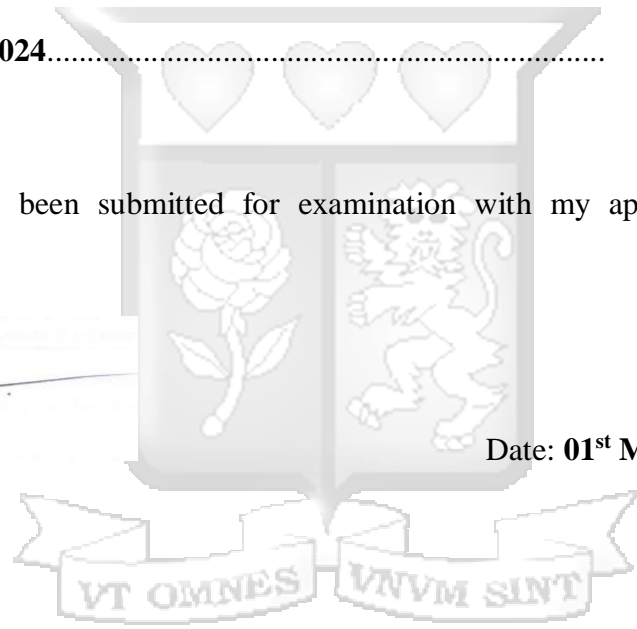 024......................................................................
been submitted for examination with my ap
Date: 01st M
VT OMNES VNVM SINT